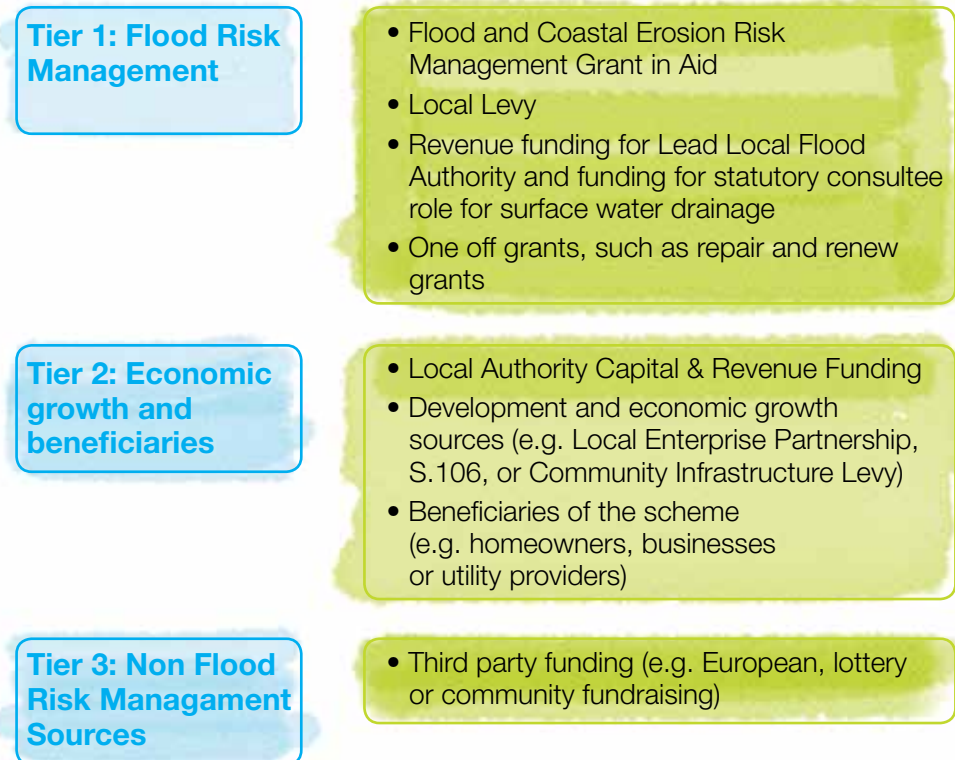 Tier 1: Flood Risk
Management
• Flood and Coastal Erosion Risk
Management Grant in Aid
• Local Levy
• Revenue funding for Lead Local Flood
Authority and funding for statutory consultee
role for surface water drainage
• One off grants, such as repair and renew
grants
Tier 2: Economic
growth and
beneficiaries
• Local Authority Capital & Revenue Funding
• Development and economic growth
sources (e.g. Local Enterprise Partnership,
S.106, or Community Infrastructure Levy)
• Beneficiaries of the scheme
(e.g. homeowners, businesses
or utility providers)
Tier 3: Non Flood
Risk Managament
Sources
• Third party funding (e.g. European, lottery
or community fundraising)